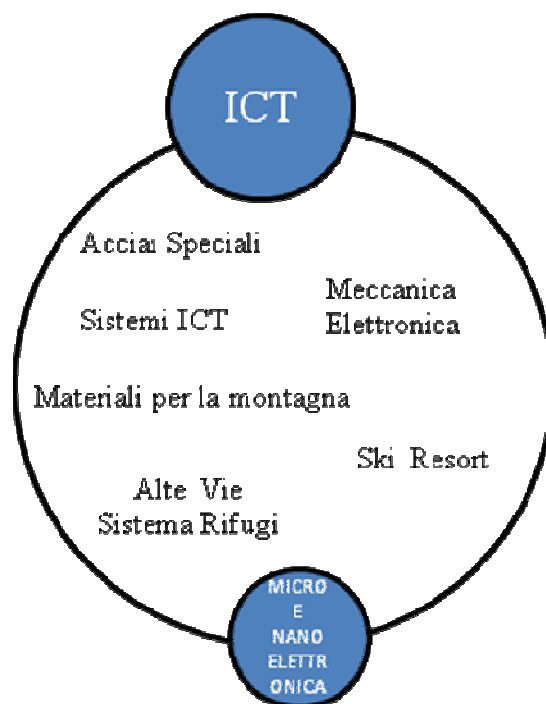 ICT
Acciai Speciali
Meccanica
Elettronica
Sistemi ICT
Materiali per la montagna
Ski Resort
Alte Vie
Sistema Rifugi
MICRO
E
NANO
ELETTR
ONICA